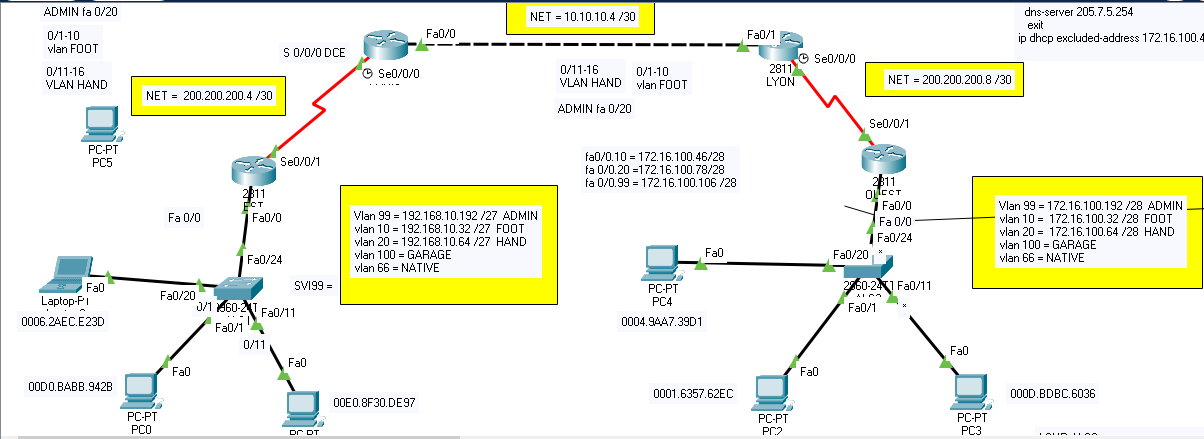 ADMIN fa 0/20
0/1-10
vlan FOOT
0/11-16
VLAN HAND
NET = 200.200.200.4 /30
PC-PT
PC5
S 0/0/0 DCE
Fa0/0
Se0/0/0
NET = 10.10.10.4 /30
Fa0/1
2811
LYON
Se0/0/0
dns-server 205.7.5.254
exit
ip dhcp excluded-address 172.16.100.4
0/11-16
VLAN HAND
0/1-10
vlan FOOT
ADMIN fa 0/20
NET = 200.200.200.8 /30
Se0/0/1
2811
Fa 0/0
Fa0/0
Fa0/24
Vlan 99 = 192.168.10.192 /27 ADMIN
vlan 10 = 192.168.10.32 /27 FOOT
vlan 20 = 192.168.10.64 /27 HAND
vlan 100 = GARAGE
vlan 66 = NATIVE
SVI99 =
fa0/0.10 = 172.16.100.46/28
fa 0/0.20 =172.16.100.78/28
fa 0/0.99 = 172.16.100.106 /28
Se0/0/1
2811
Fa0/0
Fa 0/0
Fa0/24
Vlan 99 = 172.16.100.192 /28 ADMIN
vlan 10 = 172.16.100.32 /28 FOOT
vlan 20 = 172.16.100.64 /28 HAND
vlan 100 = GARAGE
vlan 66 = NATIVE
Fa0
Laptop-PT
0006.2AEC.E23D
Fa0/20
0/1
Fa0/1
Fa0/11
0/11
Fa0
00D0.BABB.942B
PC-PT
PC0
Fa0
00E0.8F30.DE97
PC-PT
Fa0
PC-PT
PC4
0004.9AA7.39D1
Fa0/20
Fa0/11
Fa0/1
Fa0
0001.6357.62EC
PC-PT
PC2
Fa0
000D.BDBC.6036
PC-PT
PC3